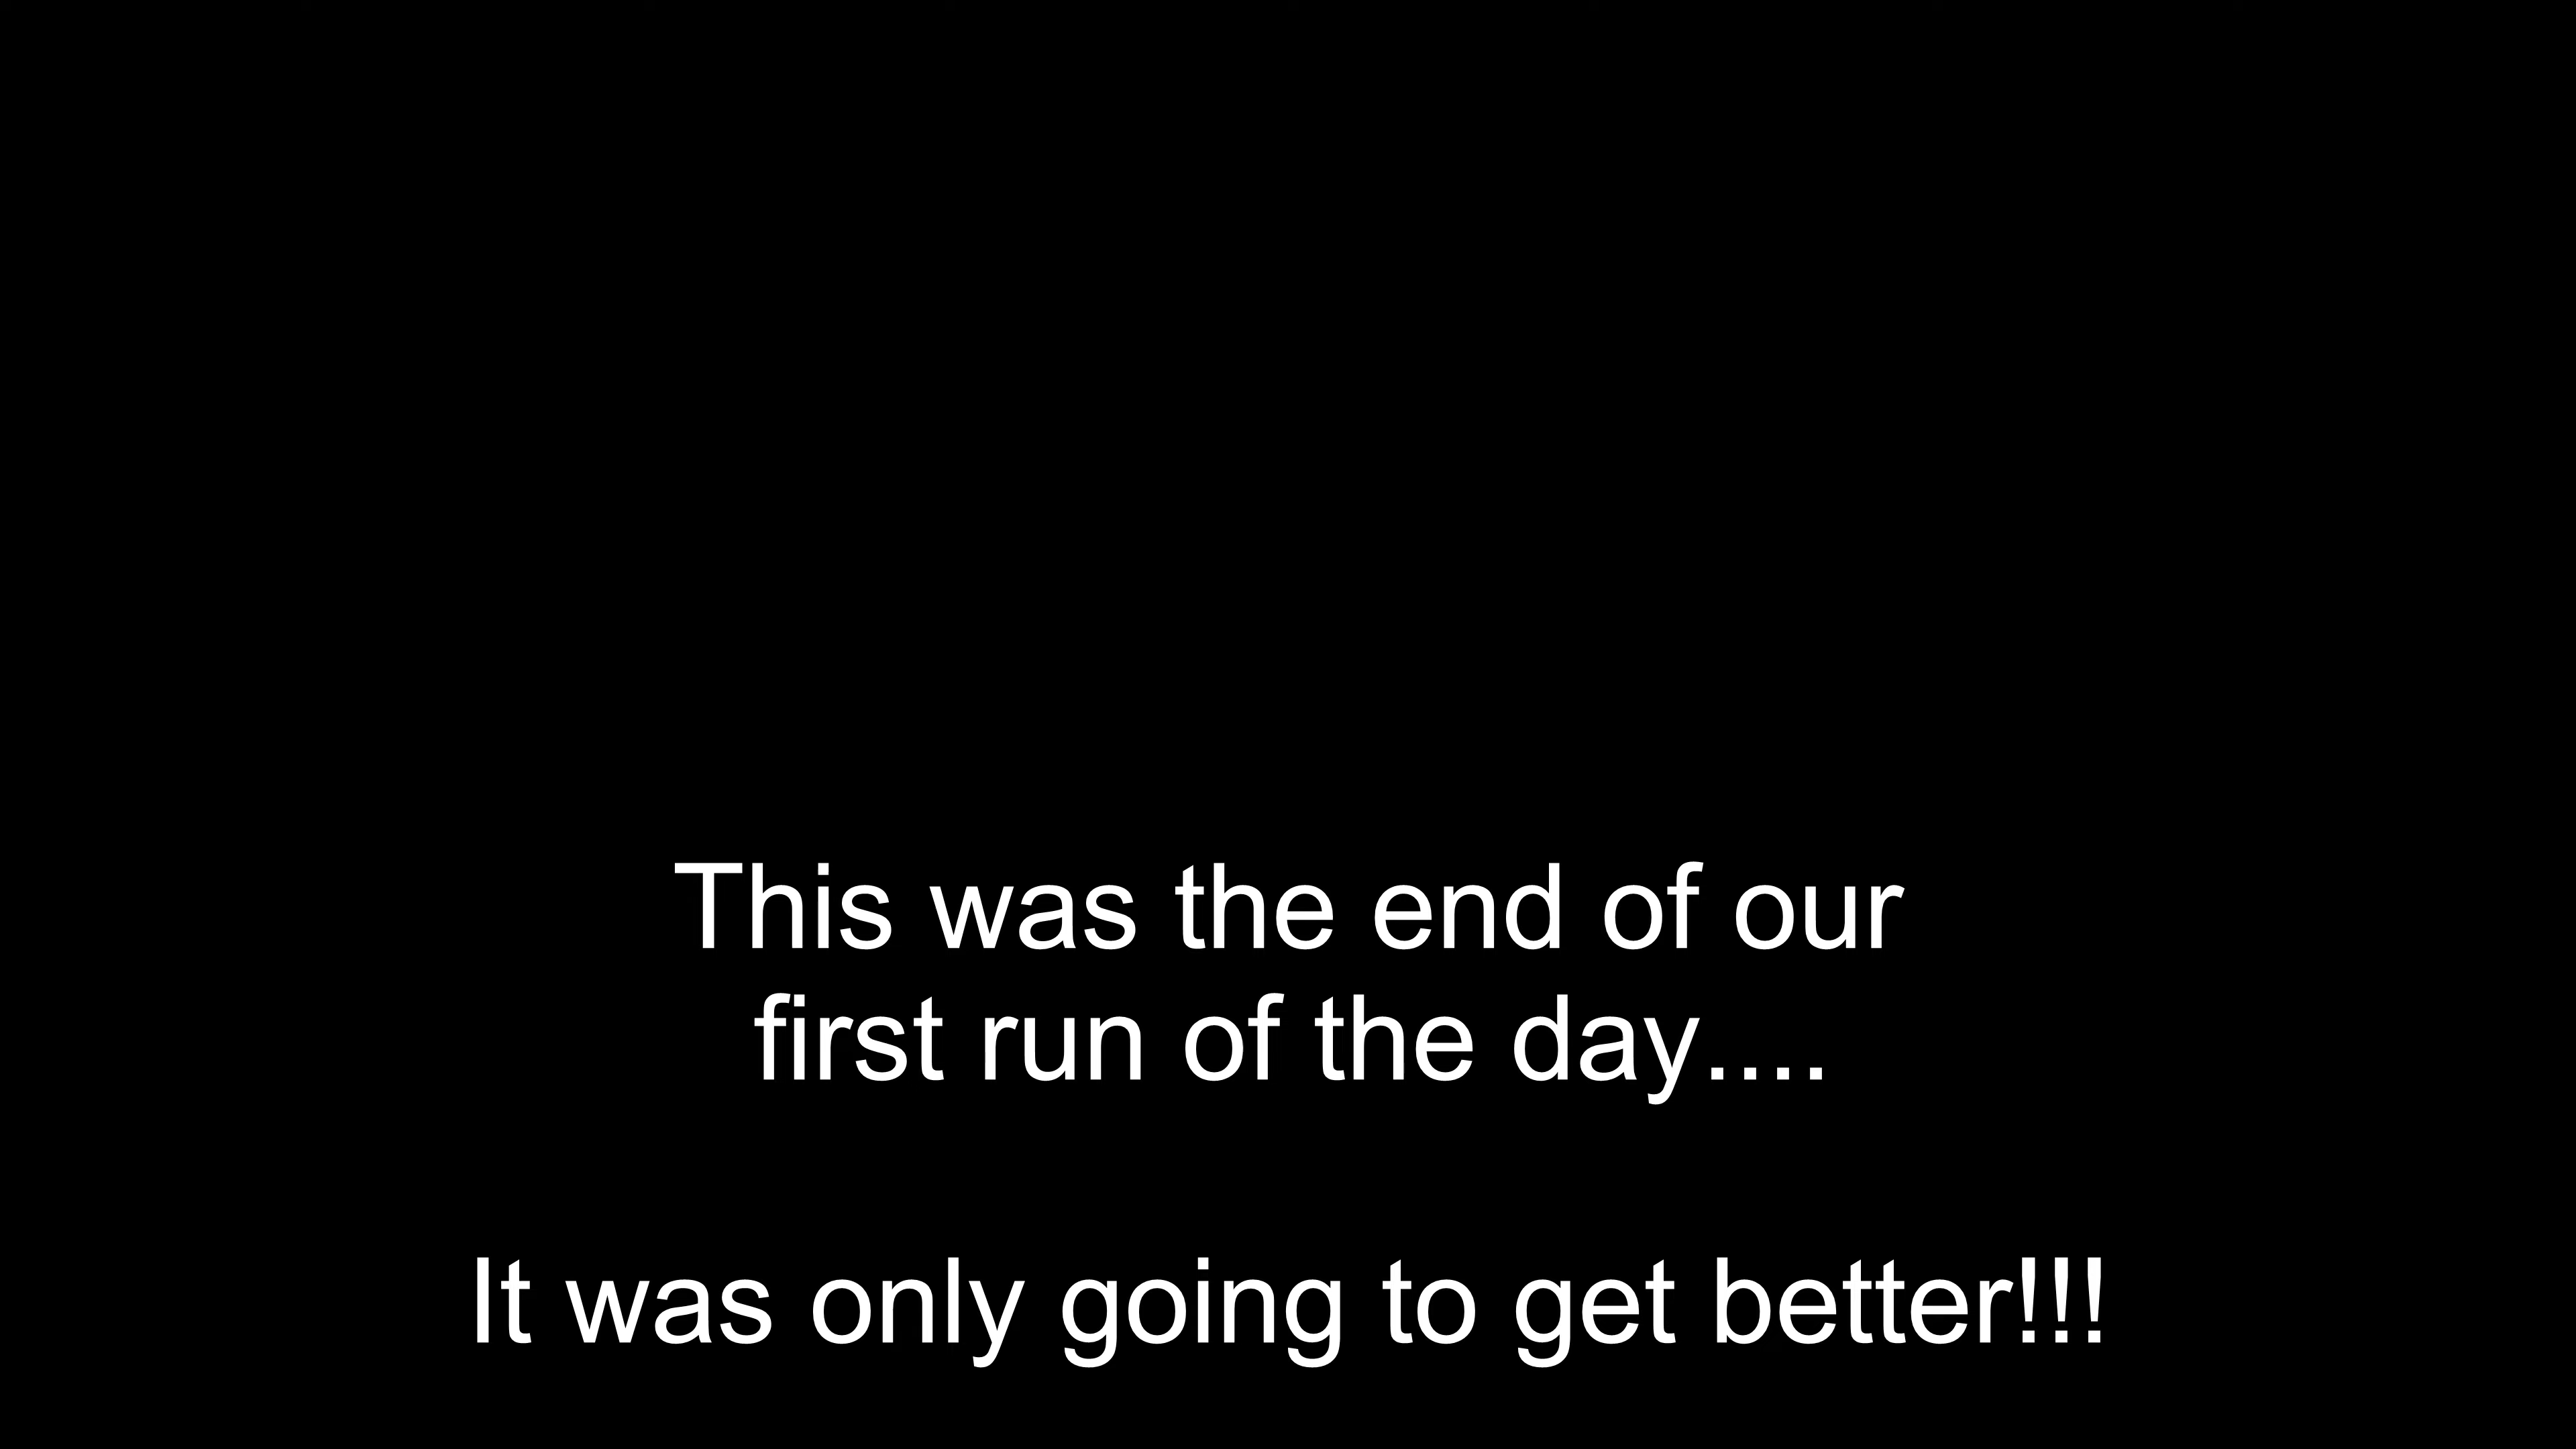 This was the end of our
first run of the day....
It was only going to get better!!!